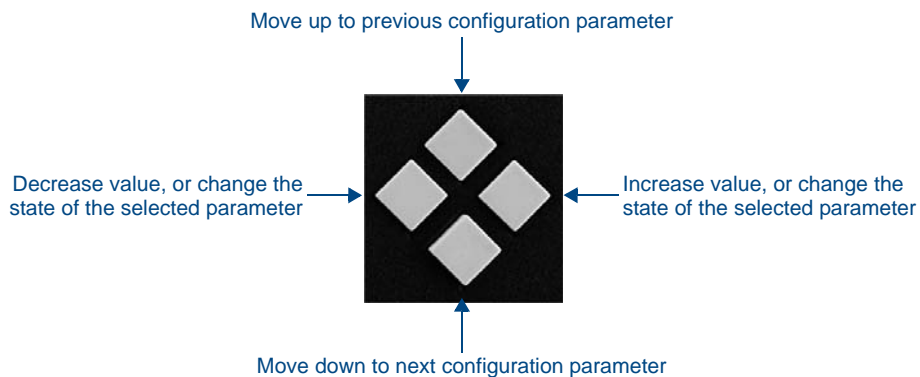 Move up to previous configuration parameter
Decrease value, or change the
state of the selected parameter
Increase value, or change the
state of the selected parameter
Move down to next configuration parameter